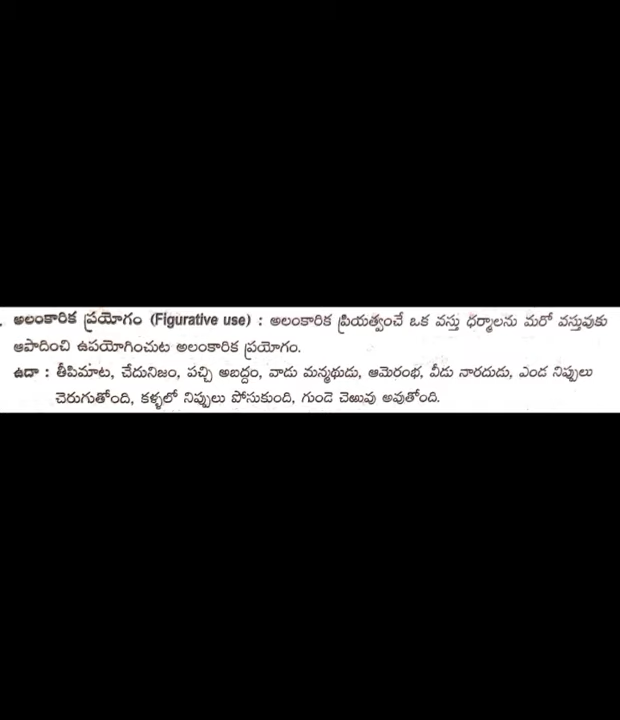 . అలంకారిక ప్రయోగం (Figurative use) : అలంకారిక ప్రియత్వంచే ఒక వస్తు ధర్మాలను మరో వస్తువుకు
ఆపాదించి ఉపయోగించుట అలంకారిక ప్రయోగం.
ఉదా : తీపిమాట, చేదునిజం, పచ్చి అబద్దం, వాడు మన్మథుడు, ఆమెరంభ, వీడు నారదుడు, ఎండ నిప్పులు
చెరుగుతోంది, కళ్ళలో నిప్పులు పోసుకుంది, గుండె చెఱువు అవుతోంది.